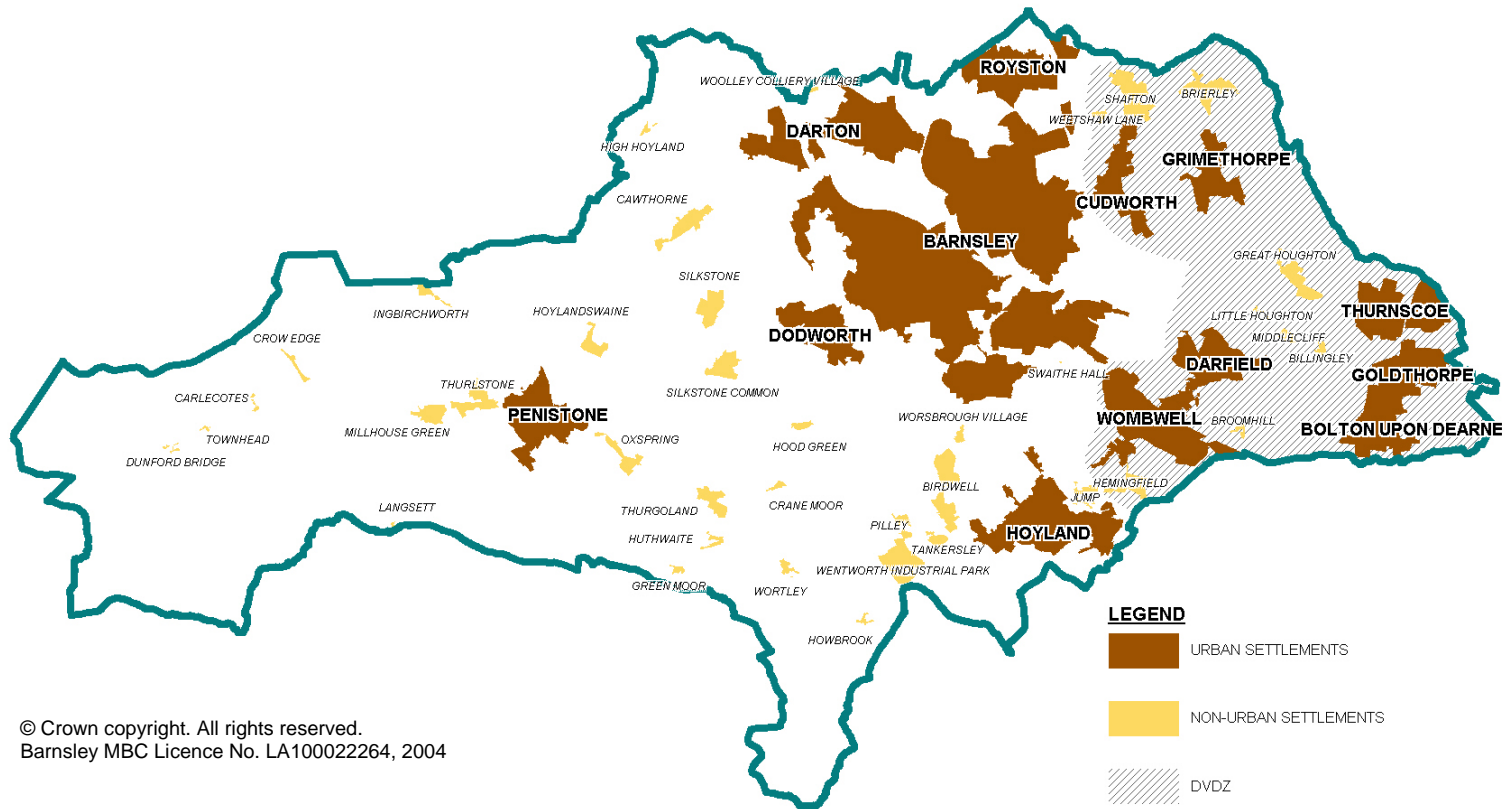 ROYSTON
WOOLLEY COLLIERY VILLAGE
SHAFTON
BRIERLEY
WEETSHAW LANE
DARTON
HIGH HOYLAND
GRIMETHORPE
CAWTHORNE
CUDWORTH
BARNSLEY
GREAT HOUGHTON
SILKSTONE
INGBIRCHWORTH
HOYLANDSWAINE
THURNSCOE
LITTLE HOUGHTON
CROW EDGE
DODWORTH
MIDDLECLIFF
BILLINGLEY
DARFIELD
SWAITHE HALL
GOLDTHORPE
THURLSTONE
SILKSTONE COMMON
CARLECOTES
PENISTONE
WORSBROUGH VILLAGE
WOMBWELL
BROOMHILL
BOLTON UPON DEARNE
MILLHOUSE GREEN
TOWNHEAD
OXSPRING
HOOD GREEN
DUNFORD BRIDGE
HEMINGFIELD
BIRDWELL
JUMP
LANGSETT
THURGOLAND
CRANE MOOR
PILLEY
HOYLAND
HUTHWAITE
TANKERSLEY
WENTWORTH INDUSTRIAL PARK
GREEN MOOR
WORTLEY
HOWBROOK
LEGEND
URBAN SETTLEMENTS
NON-URBAN SETTLEMENTS
DVDZ
© Crown copyright. All rights reserved.
Barnsley MBC Licence No. LA100022264, 2004